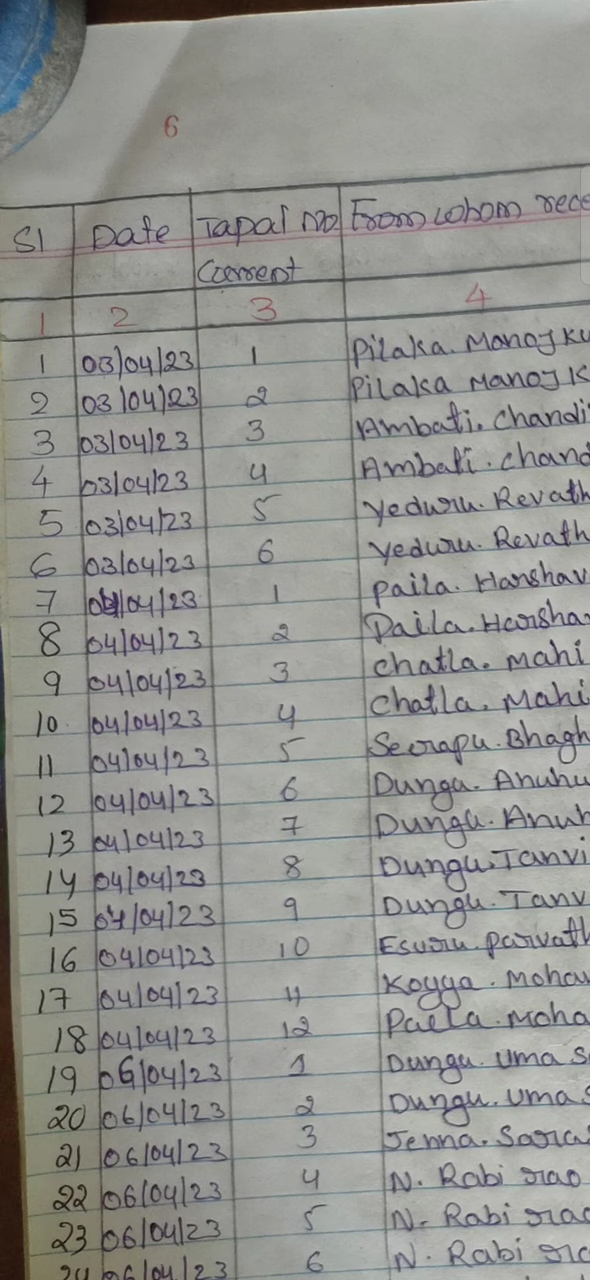 6
Sl Date Tapal No From whom rece
Current
1 2 3 4
1 03/04/23 1 Pilaka. Manoj Ku
2 03/04/23 2 Pilaka Manoj K
3 03/04/23 3 Ambati. Chandi
4 03/04/23 4 Ambati. Chand
5 03/04/23 5 Yeduru. Revath
6 03/04/23 6 Yeduru. Revath
7 04/04/23 1 Paila. Harshav
8 04/04/23 2 Paila. Harsha
9 04/04/23 3 Chatla. Mahi
10. 04/04/23 4 Chatla. Mahi
11 04/04/23 5 Seerapu. Bhagh
12 04/04/23 6 Dungu. Anuhu
13 04/04/23 7 Dungu. Anuh
14 04/04/23 8 Dungu. Tanvi
15 04/04/23 9 Dungu. Tanv
16 04/04/23 10 Esuru Parvath
17 04/04/23 11 Koyya. Mohan
18 04/04/23 12 Paila. Moha
19 06/04/23 1 Dungu. Uma S
20 06/04/23 2 Dungu. Uma S
21 06/04/23 3 Jenna. Saras
22 06/04/23 4 N. Rabi rao
23 06/04/23 5 N. Rabi rao
24 06/04/23 6 N. Rabi